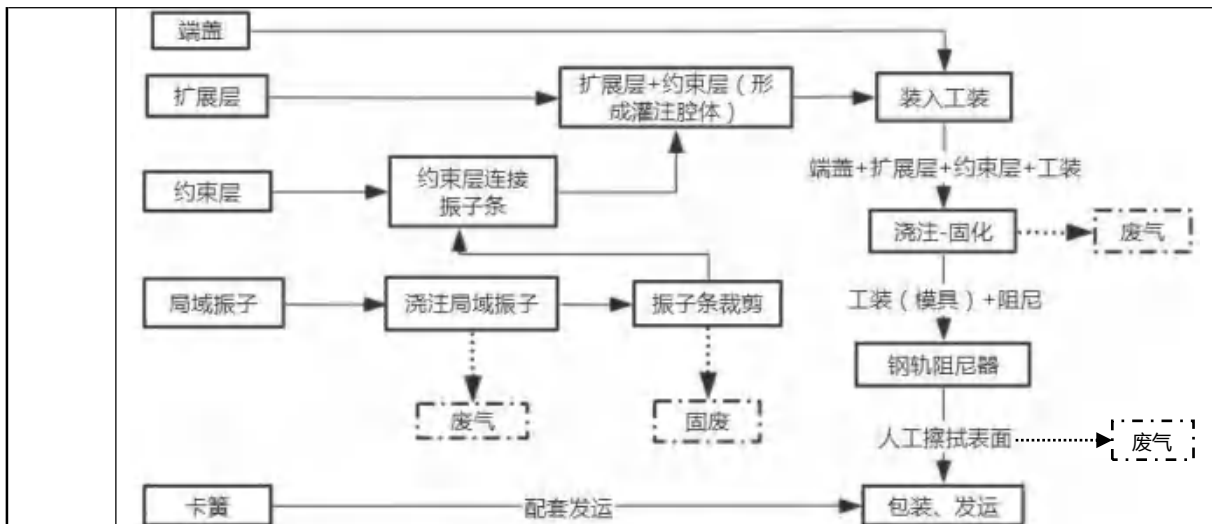 端盖
扩展层
扩展层+约束层（形
成灌注腔体）
装入工装
端盖+扩展层+约束层+工装
约束层
约束层连接
振子条
浇注-固化
废气
局域振子
浇注局域振子
振子条裁剪
工装（模具）+阻尼
钢轨阻尼器
废气
固废
人工擦拭表面
废气
卡簧
配套发运
包装、发运